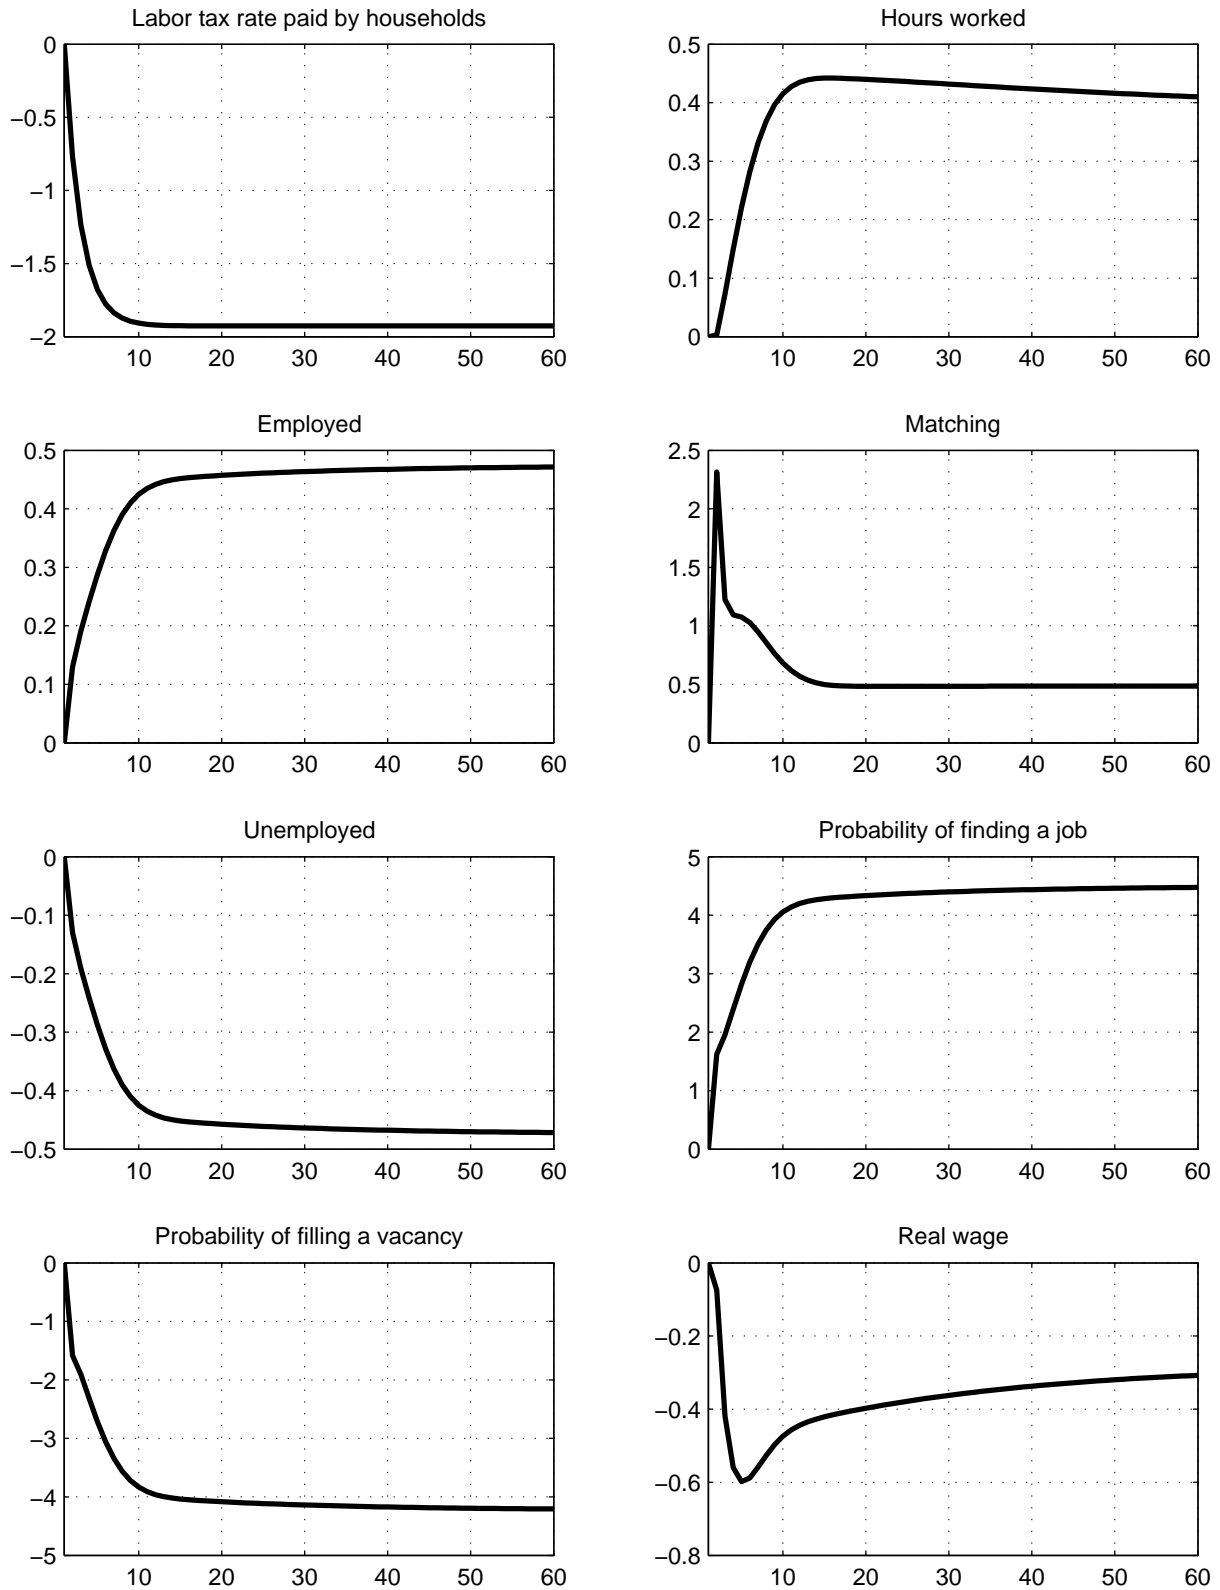 Labor tax rate paid by households
0
−0.5
−1
−1.5
−2
10 20 30 40 50 60
Hours worked
0.5
0.4
0.3
0.2
0.1
0
10 20 30 40 50 60
Employed
0.5
0.4
0.3
0.2
0.1
0
10 20 30 40 50 60
Matching
2.5
2
1.5
1
0.5
0
10 20 30 40 50 60
Unemployed
0
−0.1
−0.2
−0.3
−0.4
−0.5
10 20 30 40 50 60
Probability of finding a job
5
4
3
2
1
0
10 20 30 40 50 60
Probability of filling a vacancy
0
−1
−2
−3
−4
−5
10 20 30 40 50 60
Real wage
0
−0.2
−0.4
−0.6
−0.8
10 20 30 40 50 60